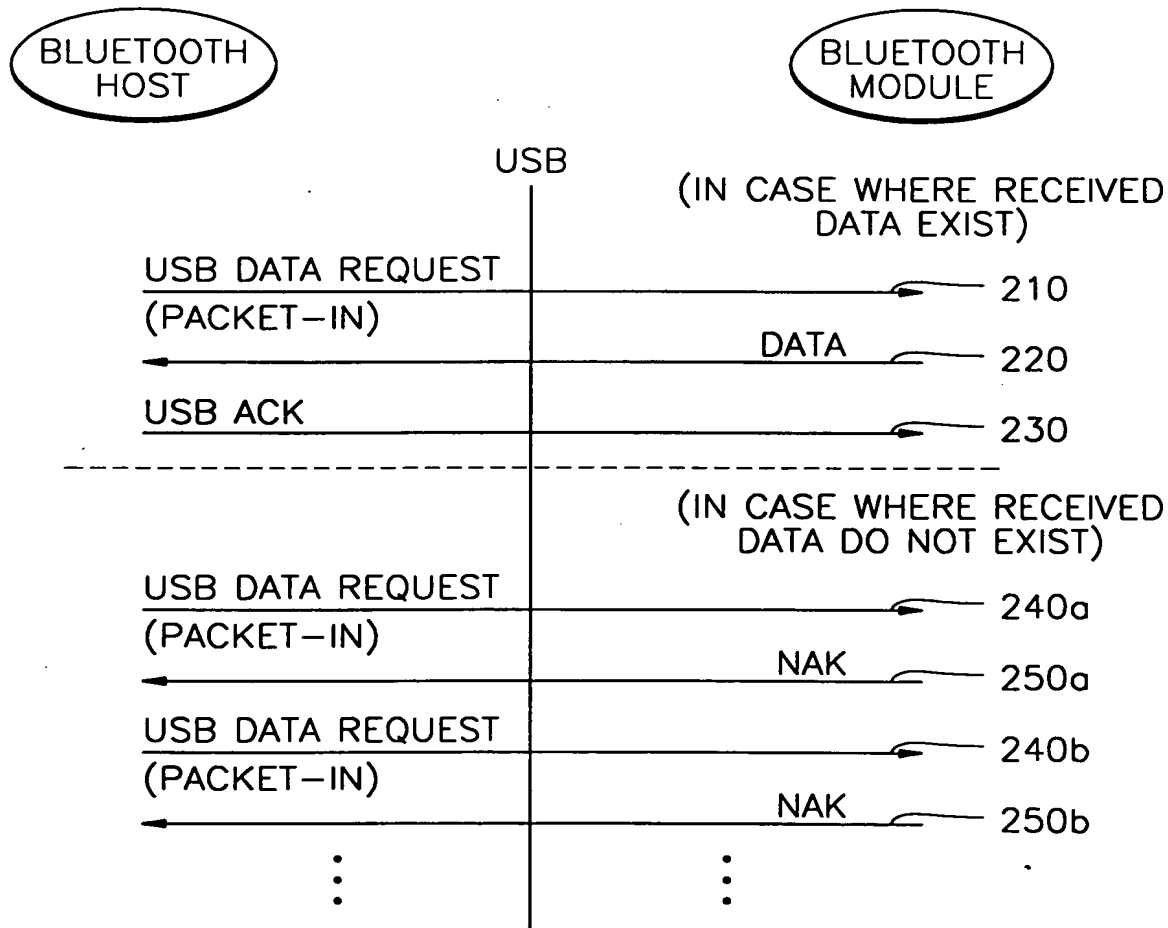 BLUETOOTH
HOST
BLUETOOTH
MODULE
USB
(IN CASE WHERE RECEIVED
DATA EXIST)
USB DATA REQUEST
(PACKET-IN)
210
DATA
220
USB ACK
230
(IN CASE WHERE RECEIVED
DATA DO NOT EXIST)
USB DATA REQUEST
(PACKET-IN)
240a
NAK
250a
USB DATA REQUEST
(PACKET-IN)
240b
NAK
250b